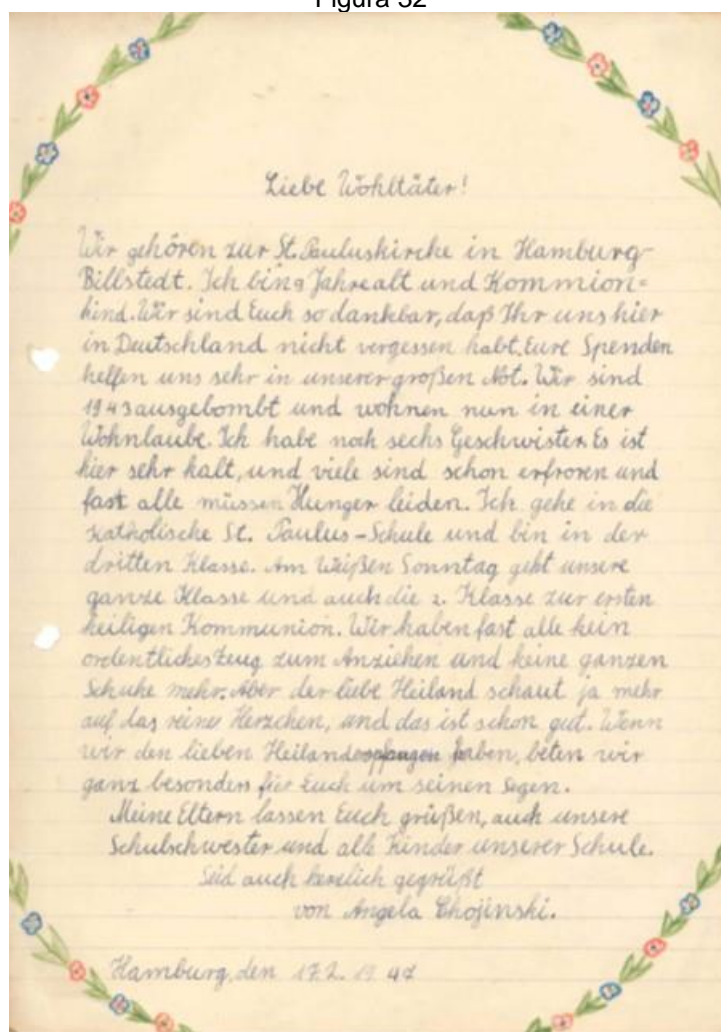 Figura 32
Liebe Wohltäter!
Wir gehören zur St. Pauluskirche in Hamburg-
Billstedt. Ich bin 9 Jahre alt und Kommion=
kind. Wir sind Euch so dankbar, daß Ihr uns hier
in Deutschland nicht vergessen habt. Eure Spenden
helfen uns sehr in unserer großen Not. Wir sind
1943 ausgebombt und wohnen nun in einer
Wohnlaube. Ich habe noch sechs Geschwister. Es ist
hier sehr kalt, und viele sind schon erfroren und
fast alle müssen Hunger leiden. Ich gehe in die
katholische St. Paulus-Schule und bin in der
dritten Klasse. Am Weißen Sonntag geht unsere
ganze Klasse und auch die 2. Klasse zur ersten
heiligen Kommunion. Wir haben fast alle kein
ordentliches Zeug zum Anziehen und keine ganzen
Schuhe mehr. Aber der liebe Heiland schaut ja mehr
auf das reine Herzchen, und das ist schon gut. Wenn
wir den lieben Heiland haben, beten wir
ganz besonders für Euch um seinen Segen.
Meine Eltern lassen Euch grüßen, auch unsere
Schulschwester und alle Kinder unserer Schule.
Seid auch herzlich gegrüßt
von Angela Chojinski.
Hamburg, den 17.2. 1947